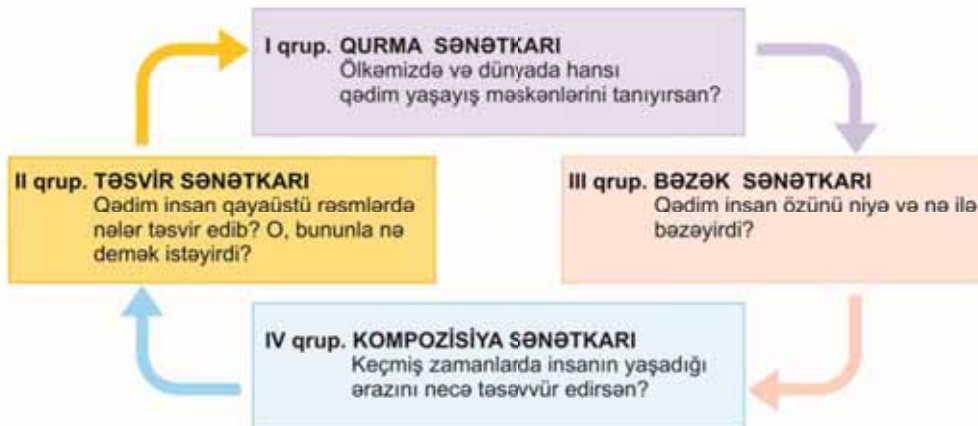 I qrup. QURMA SƏNƏTKARI
Ölkəmizdə və dünyada hansı
qədim yaşayış məskənlərini tanıyırsan?
II qrup. TƏSVİR SƏNƏTKARI
Qədim insan qayaüstü rəsmlərdə
nələr təsvir edib? O, bununla nə
demək istəyirdi?
III qrup. BƏZƏK SƏNƏTKARI
Qədim insan özünü niyə və nə ilə
bəzəyirdi?
IV qrup. KOMPOZİSİYA SƏNƏTKARI
Keçmiş zamanlarda insanın yaşadığı
ərazini necə təsəvvür edirsən?